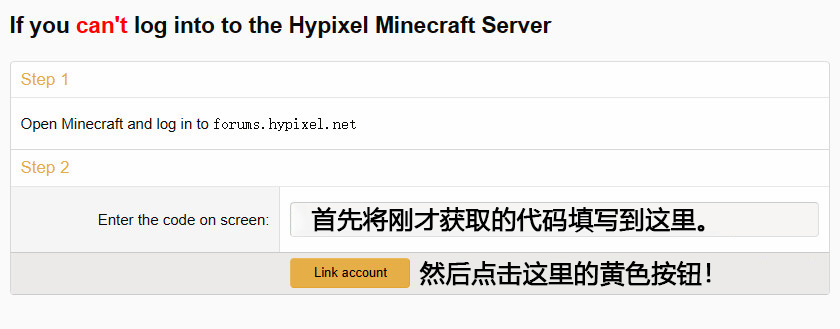 If you can't log into to the Hypixel Minecraft Server
Step 1
Open Minecraft and log in to forums.hypixel.net
Step 2
Enter the code on screen: 首先将刚才获取的代码填写到这里。
Link account 然后点击这里的黄色按钮！